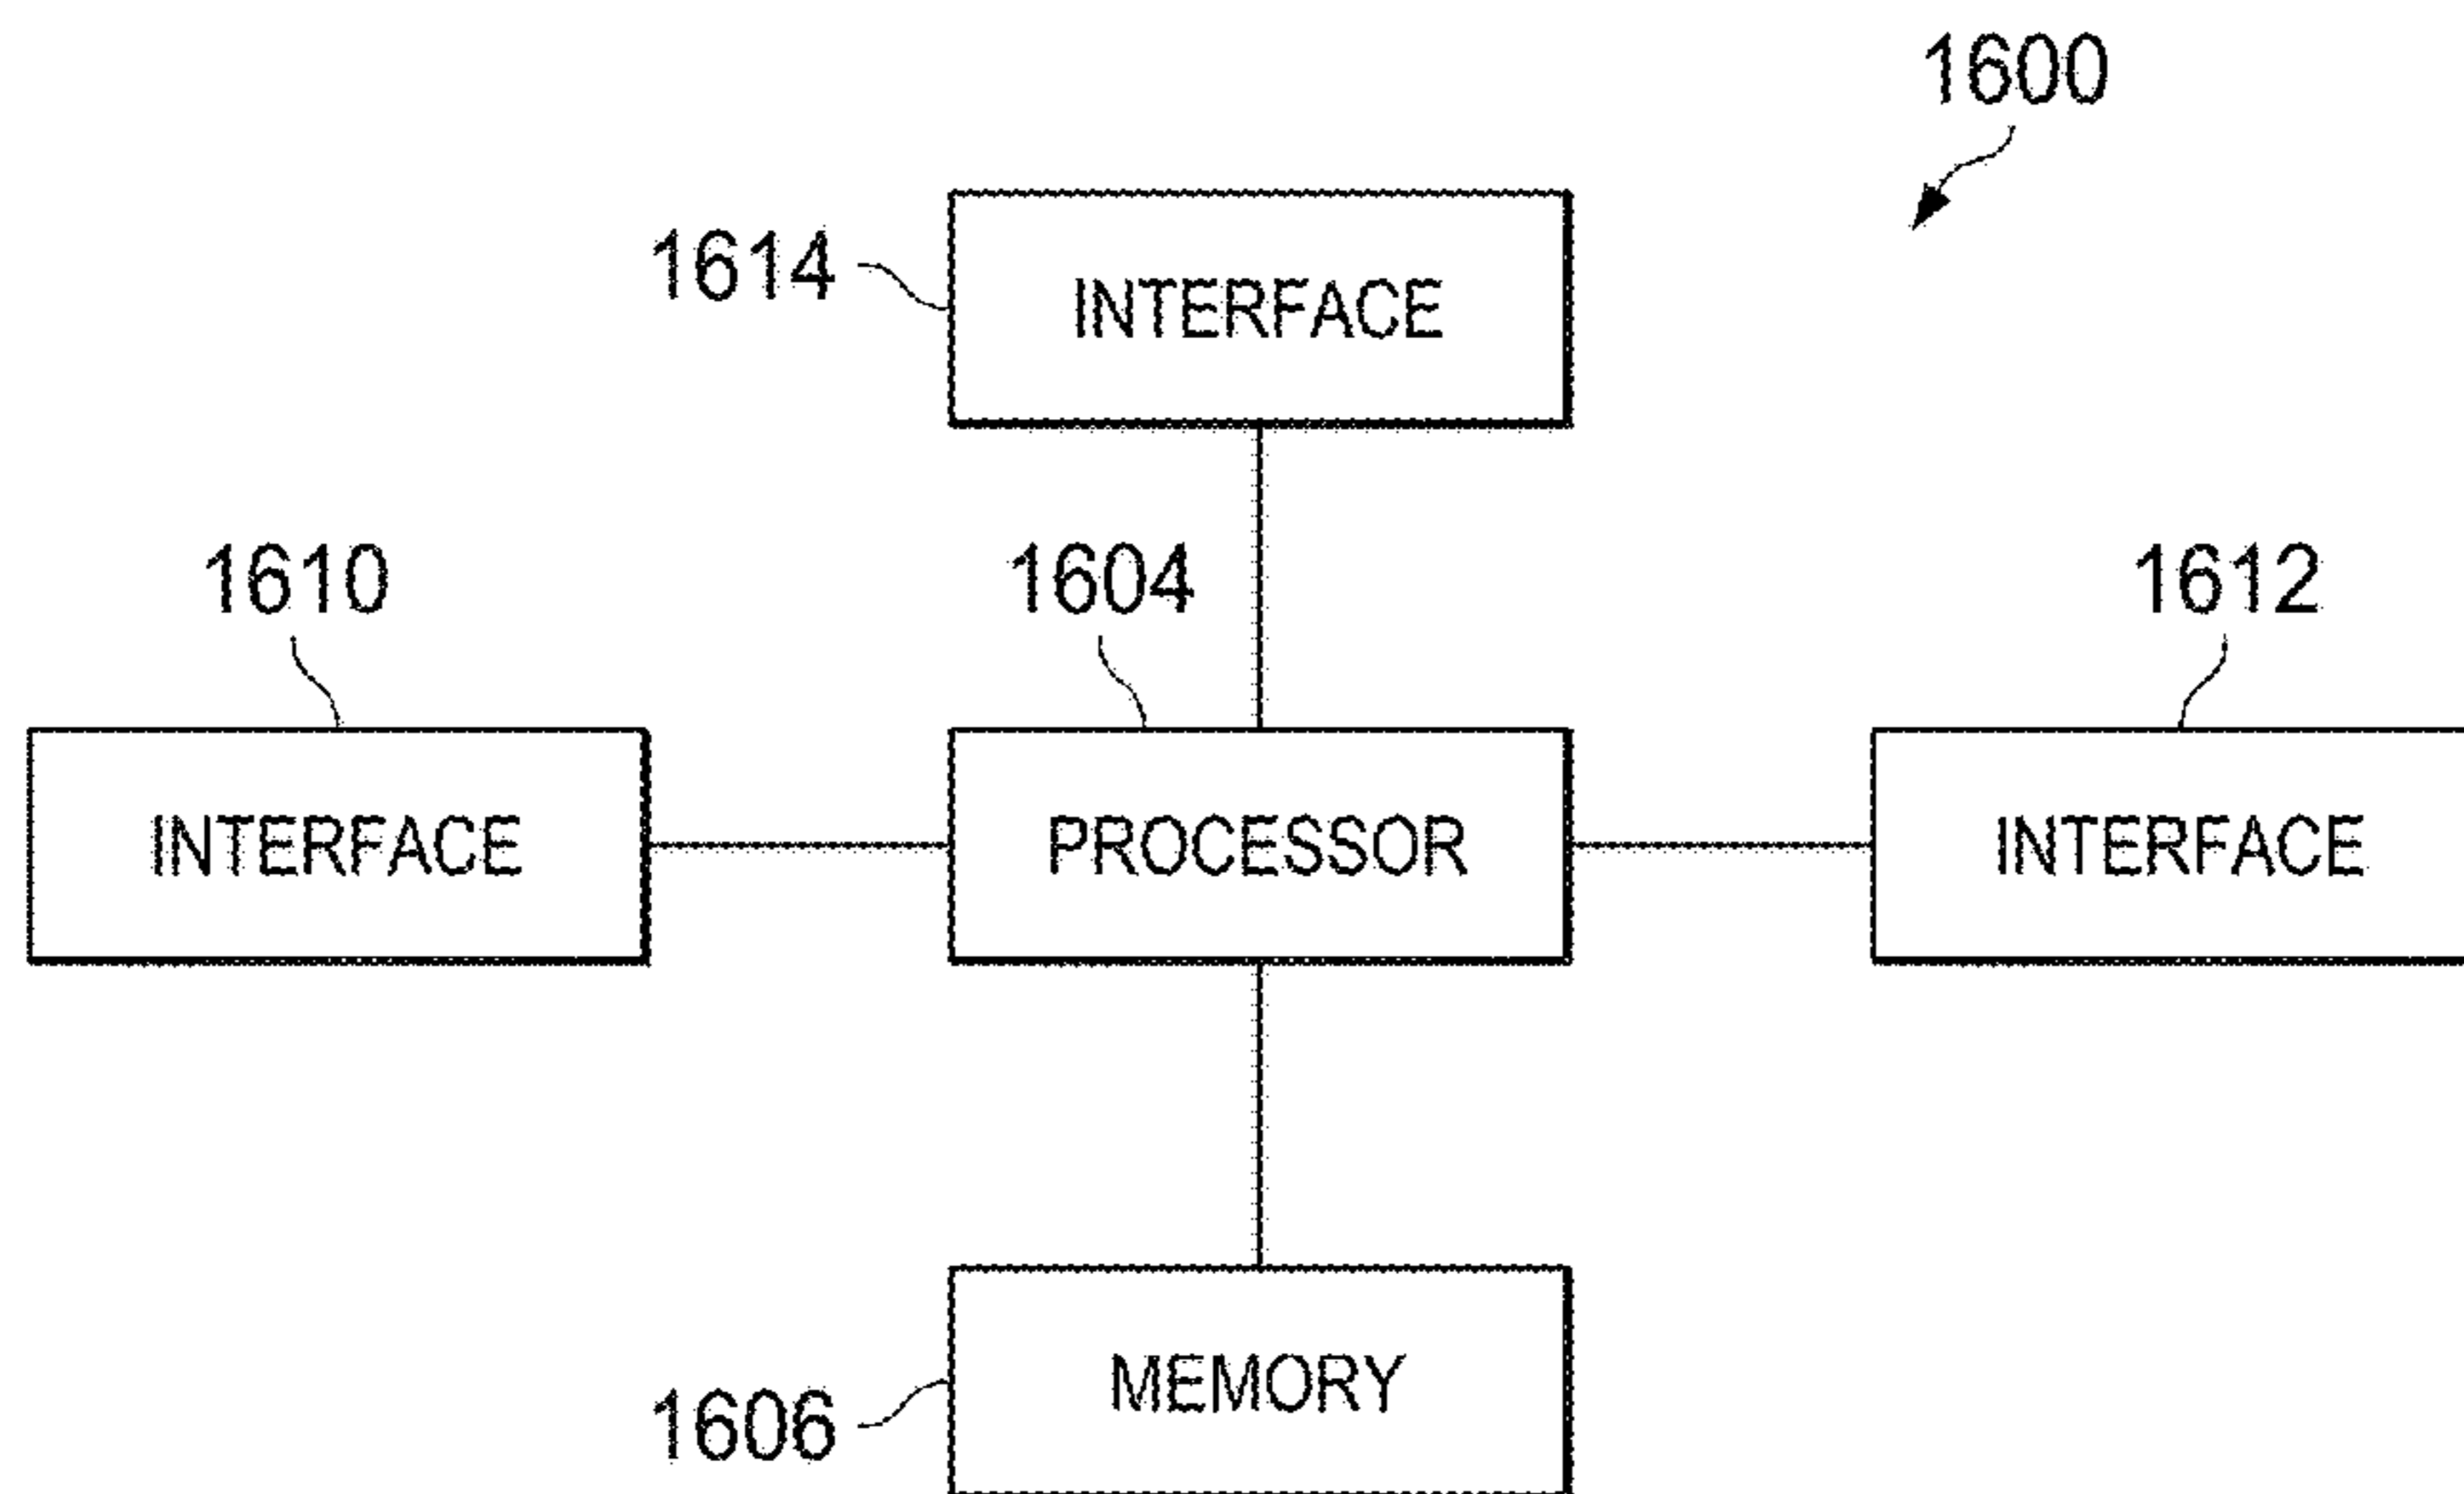 1600
1614
INTERFACE
1610
1604
1612
INTERFACE
PROCESSOR
INTERFACE
MEMORY
1606